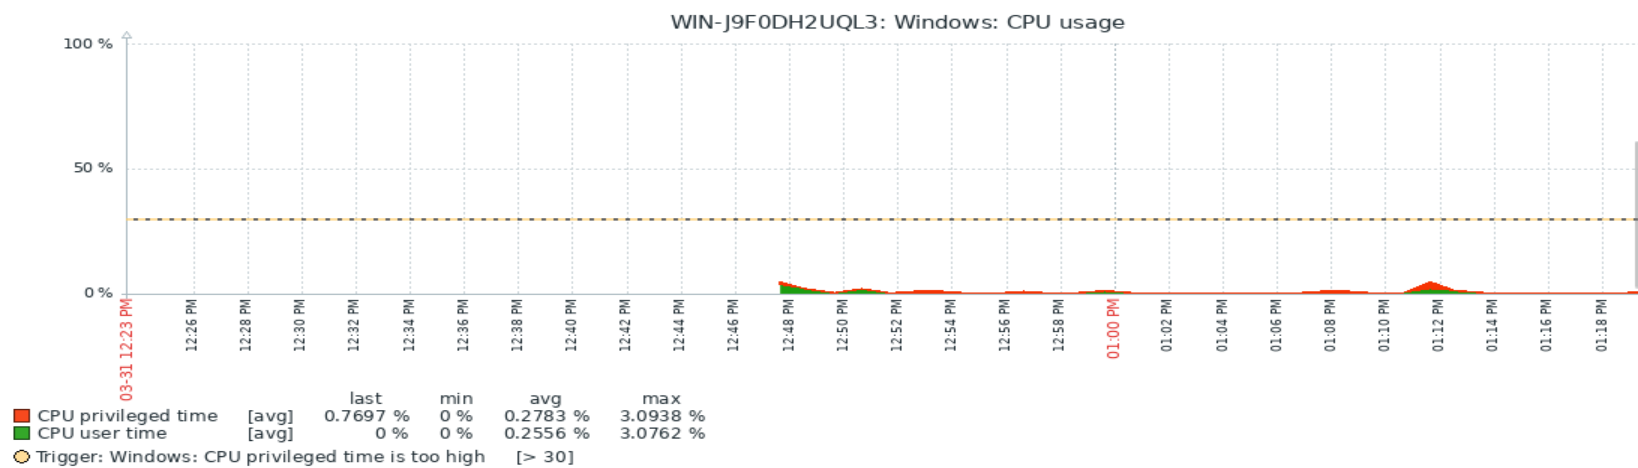 WIN-J9F0DH2UQL3: Windows: CPU usage
100 %
50 %
0 %
03-31 12:23 PM
12:26 PM
12:28 PM
12:30 PM
12:32 PM
12:34 PM
12:36 PM
12:38 PM
12:40 PM
12:42 PM
12:44 PM
12:46 PM
12:48 PM
12:50 PM
12:52 PM
12:54 PM
12:56 PM
12:58 PM
01:00 PM
01:02 PM
01:04 PM
01:06 PM
01:08 PM
01:10 PM
01:12 PM
01:14 PM
01:16 PM
01:18 PM
last min avg max
CPU privileged time [avg] 0.7697 % 0 % 0.2783 % 3.0938 %
CPU user time [avg] 0 % 0 % 0.2556 % 3.0762 %
Trigger: Windows: CPU privileged time is too high [> 30]